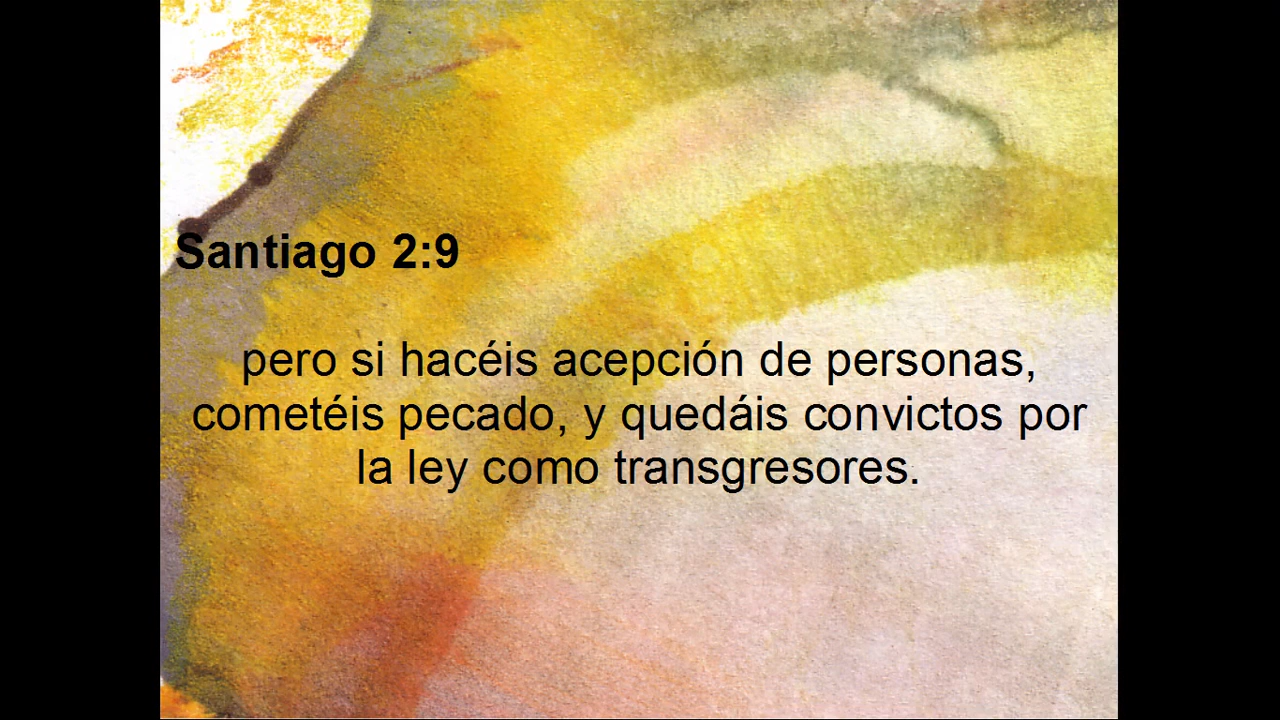 Santiago 2:9
pero si hacéis acepción de personas,
cometéis pecado, y quedáis convictos por
la ley como transgresores.